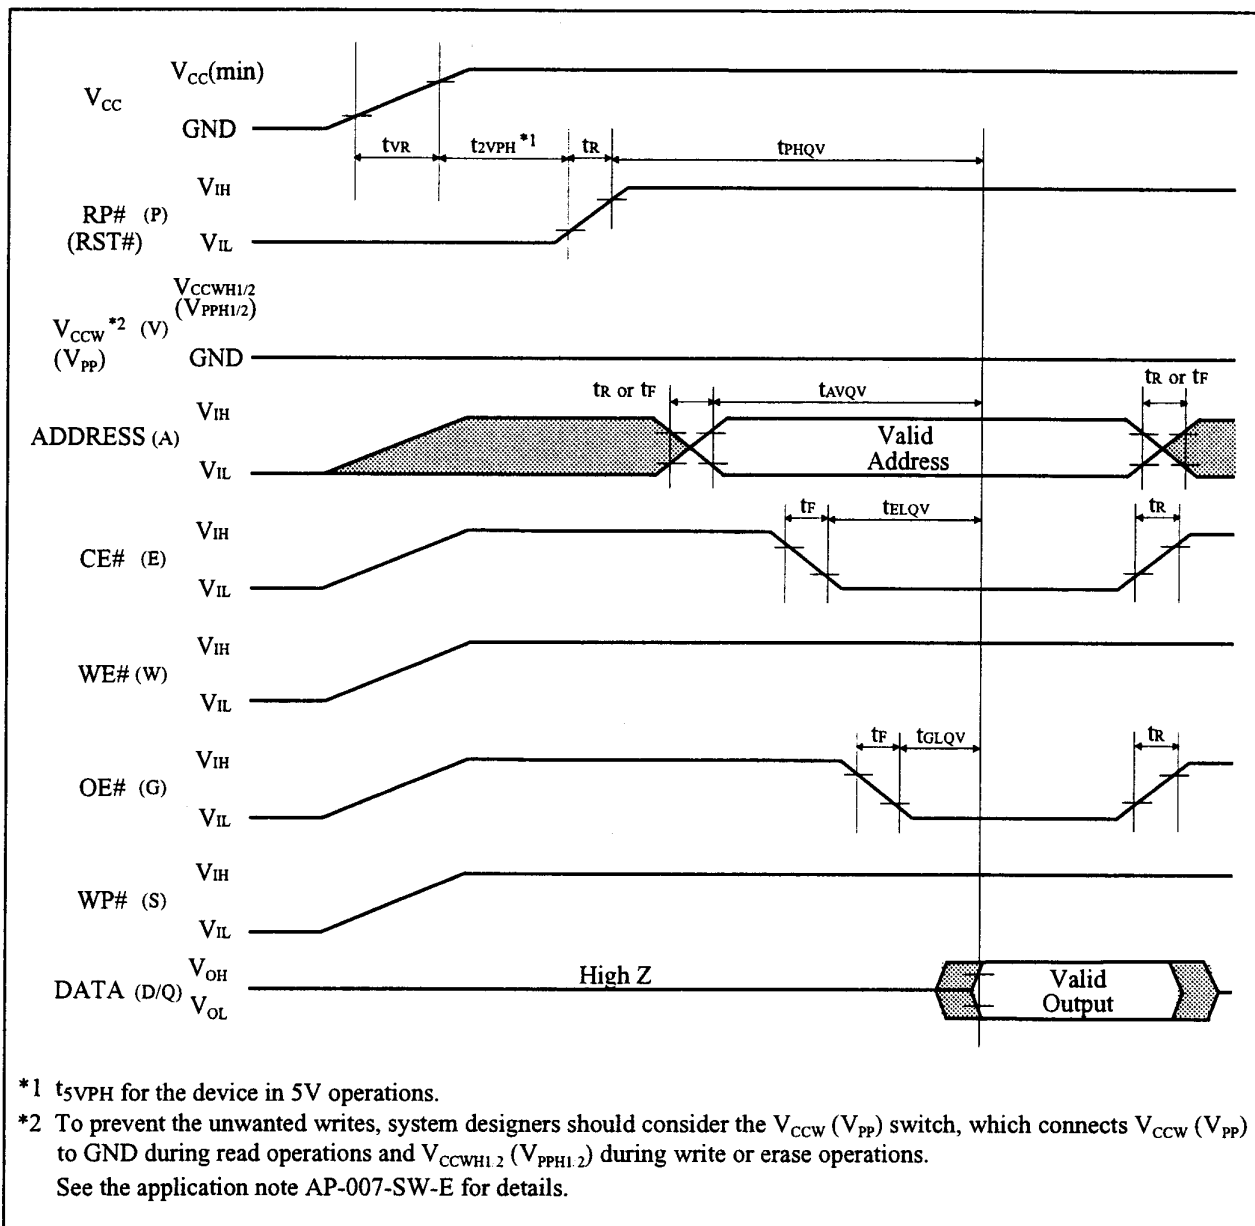 VCC(min)
VCC
GND
tVR
t2VPH *1
tR
tPHQV
VIH
RP# (P)
(RST#)
VIL
VCCWH1/2
(VPPH1/2)
VCCW *2 (V)
(VPP)
GND
tR or tF
tAVQV
tR or tF
VIH
ADDRESS (A)
Valid
Address
VIL
tF
tELQV
tR
VIH
CE# (E)
VIL
VIH
WE# (W)
VIL
tF
tGLQV
tR
VIH
OE# (G)
VIL
VIH
WP# (S)
VIL
VOH
High Z
DATA (D/Q)
Valid
Output
VOL
*1 t5VPH for the device in 5V operations.
*2 To prevent the unwanted writes, system designers should consider the VCCW (VPP) switch, which connects VCCW (VPP)
to GND during read operations and VCCWH1/2 (VPPH1/2) during write or erase operations.
See the application note AP-007-SW-E for details.